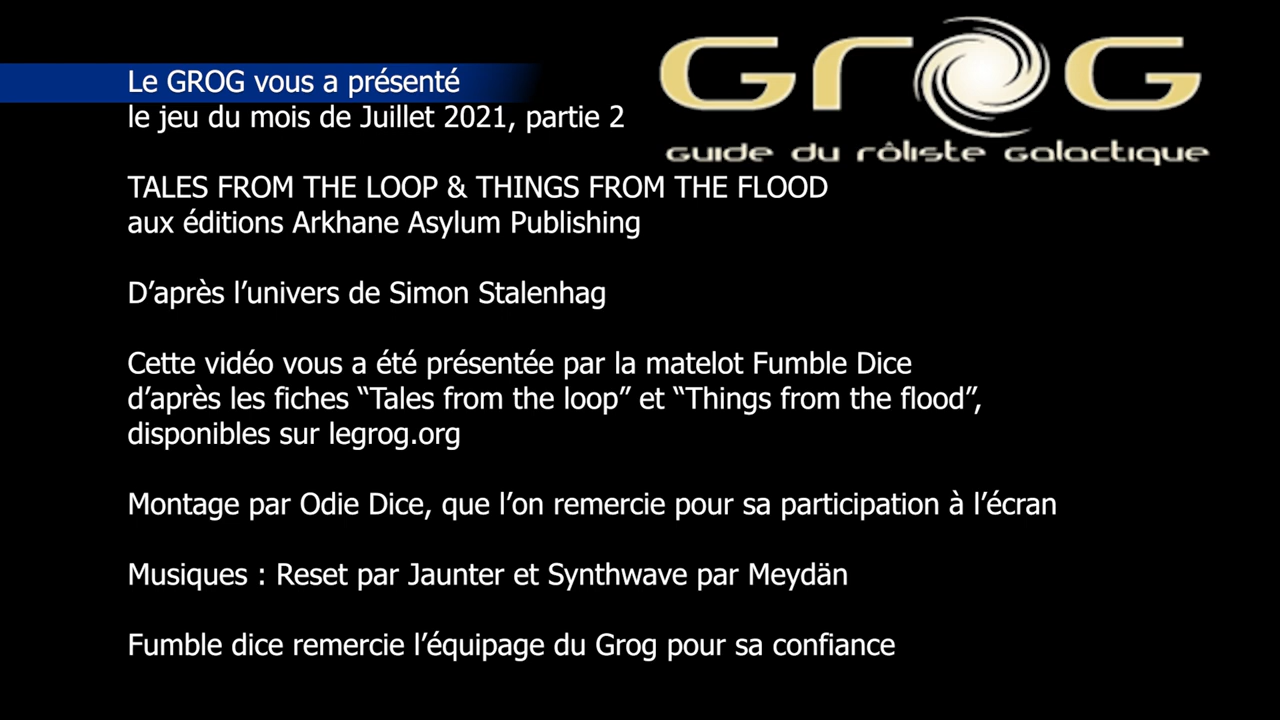 GROG
GUIDE DU RÔLISTE GALACTIQUE
Le GROG vous a présenté
le jeu du mois de Juillet 2021, partie 2
TALES FROM THE LOOP & THINGS FROM THE FLOOD
aux éditions Arkhane Asylum Publishing
D’après l’univers de Simon Stalenhag
Cette vidéo vous a été présentée par la matelot Fumble Dice
d’après les fiches “Tales from the loop” et “Things from the flood”,
disponibles sur legrog.org
Montage par Odie Dice, que l’on remercie pour sa participation à l’écran
Musiques : Reset par Jaunter et Synthwave par Meydän
Fumble dice remercie l’équipage du Grog pour sa confiance